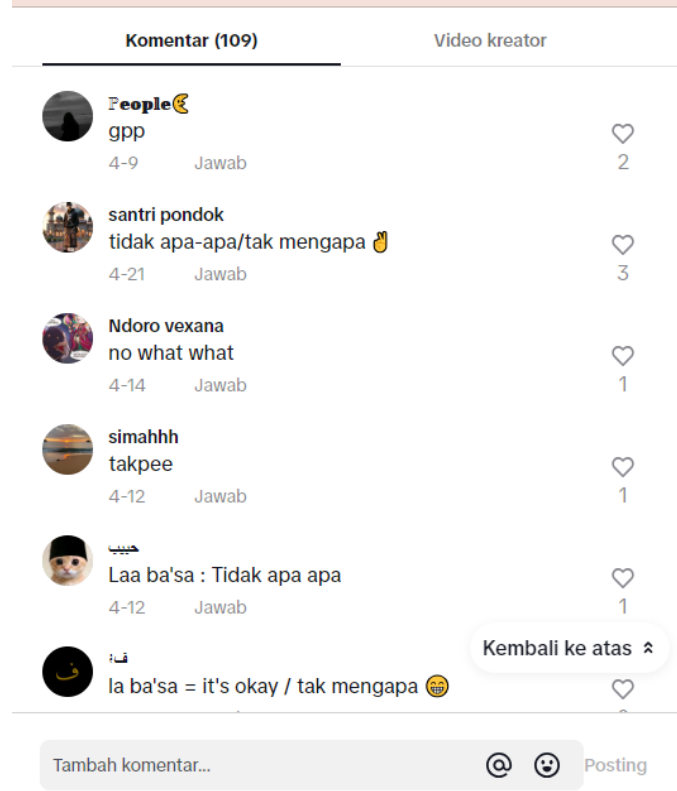 Komentar (109)
Video kreator
ℙ𝐞𝐨𝐩𝐥𝐞
gpp
2
4-9
Jawab
santri pondok
tidak apa-apa/tak mengapa ✌
3
4-21
Jawab
Ndoro vexana
no what what
1
4-14
Jawab
simahhh
takpee
1
4-12
Jawab
حبيب
Laa ba'sa : Tidak apa apa
1
4-12
Jawab
ف
Kembali ke atas
la ba'sa = it's okay / tak mengapa 😁
Tambah komentar...
@
Posting